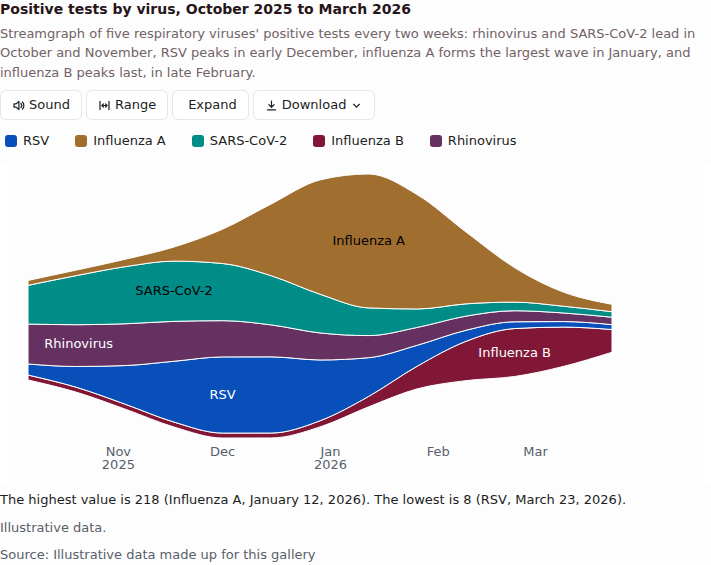 Positive tests by virus, October 2025 to March 2026
Streamgraph of five respiratory viruses' positive tests every two weeks: rhinovirus and SARS-CoV-2 lead in
October and November, RSV peaks in early December, influenza A forms the largest wave in January, and
influenza B peaks last, in late February.
Sound Range Expand Download
RSV Influenza A SARS-CoV-2 Influenza B Rhinovirus
Influenza A
SARS-CoV-2
Rhinovirus
Influenza B
RSV
Nov Dec Jan Feb Mar
2025 2026
The highest value is 218 (Influenza A, January 12, 2026). The lowest is 8 (RSV, March 23, 2026).
Illustrative data.
Source: Illustrative data made up for this gallery